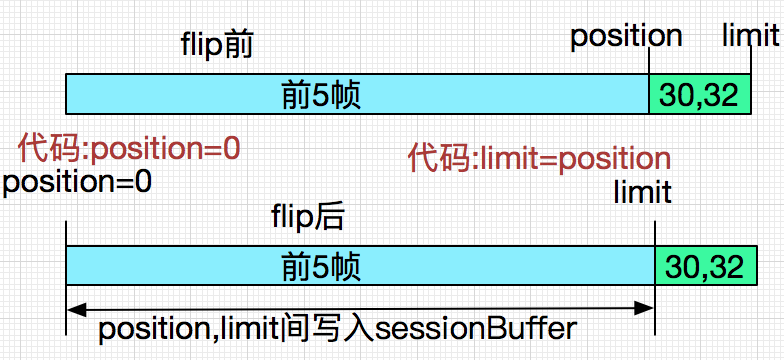 flip前
position
limit
前5帧
30,32
代码:position=0
代码:limit=position
position=0
limit
flip后
前5帧
30,32
position,limit间写入sessionBuffer